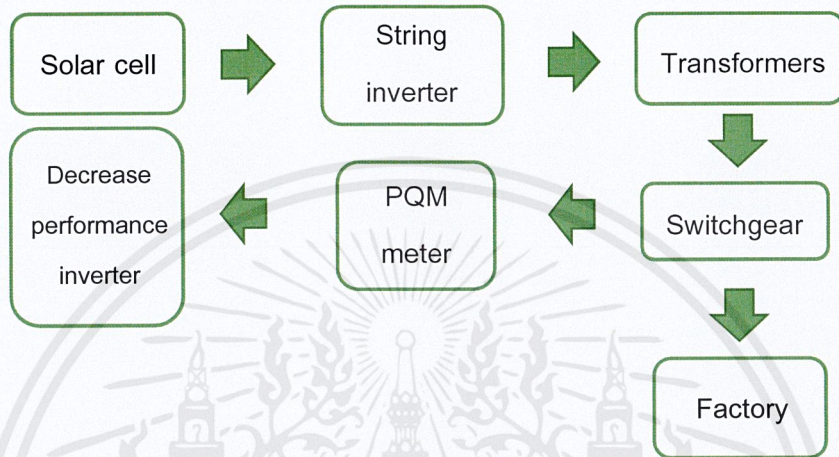 Solar cell
String
inverter
Transformers
Decrease
performance
inverter
PQM
meter
Switchgear
Factory